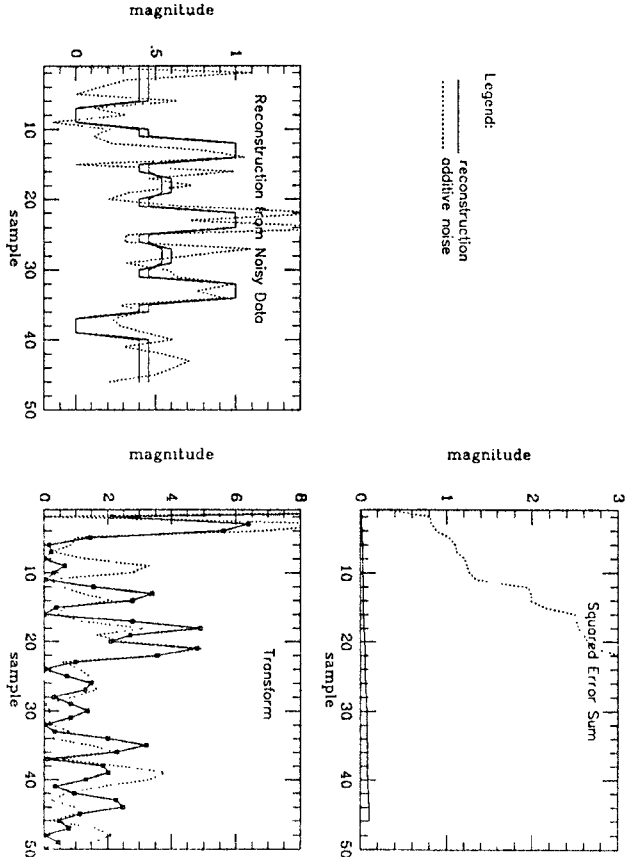 Legend:
reconstruction
additive noise
Squared Error Sum
magnitude
0
1
2
3
10
20
30
40
50
sample
Reconstruction from Noisy Data
magnitude
0
.5
1
10
20
30
40
50
sample
Transform
magnitude
0
2
4
6
8
10
20
30
40
50
sample